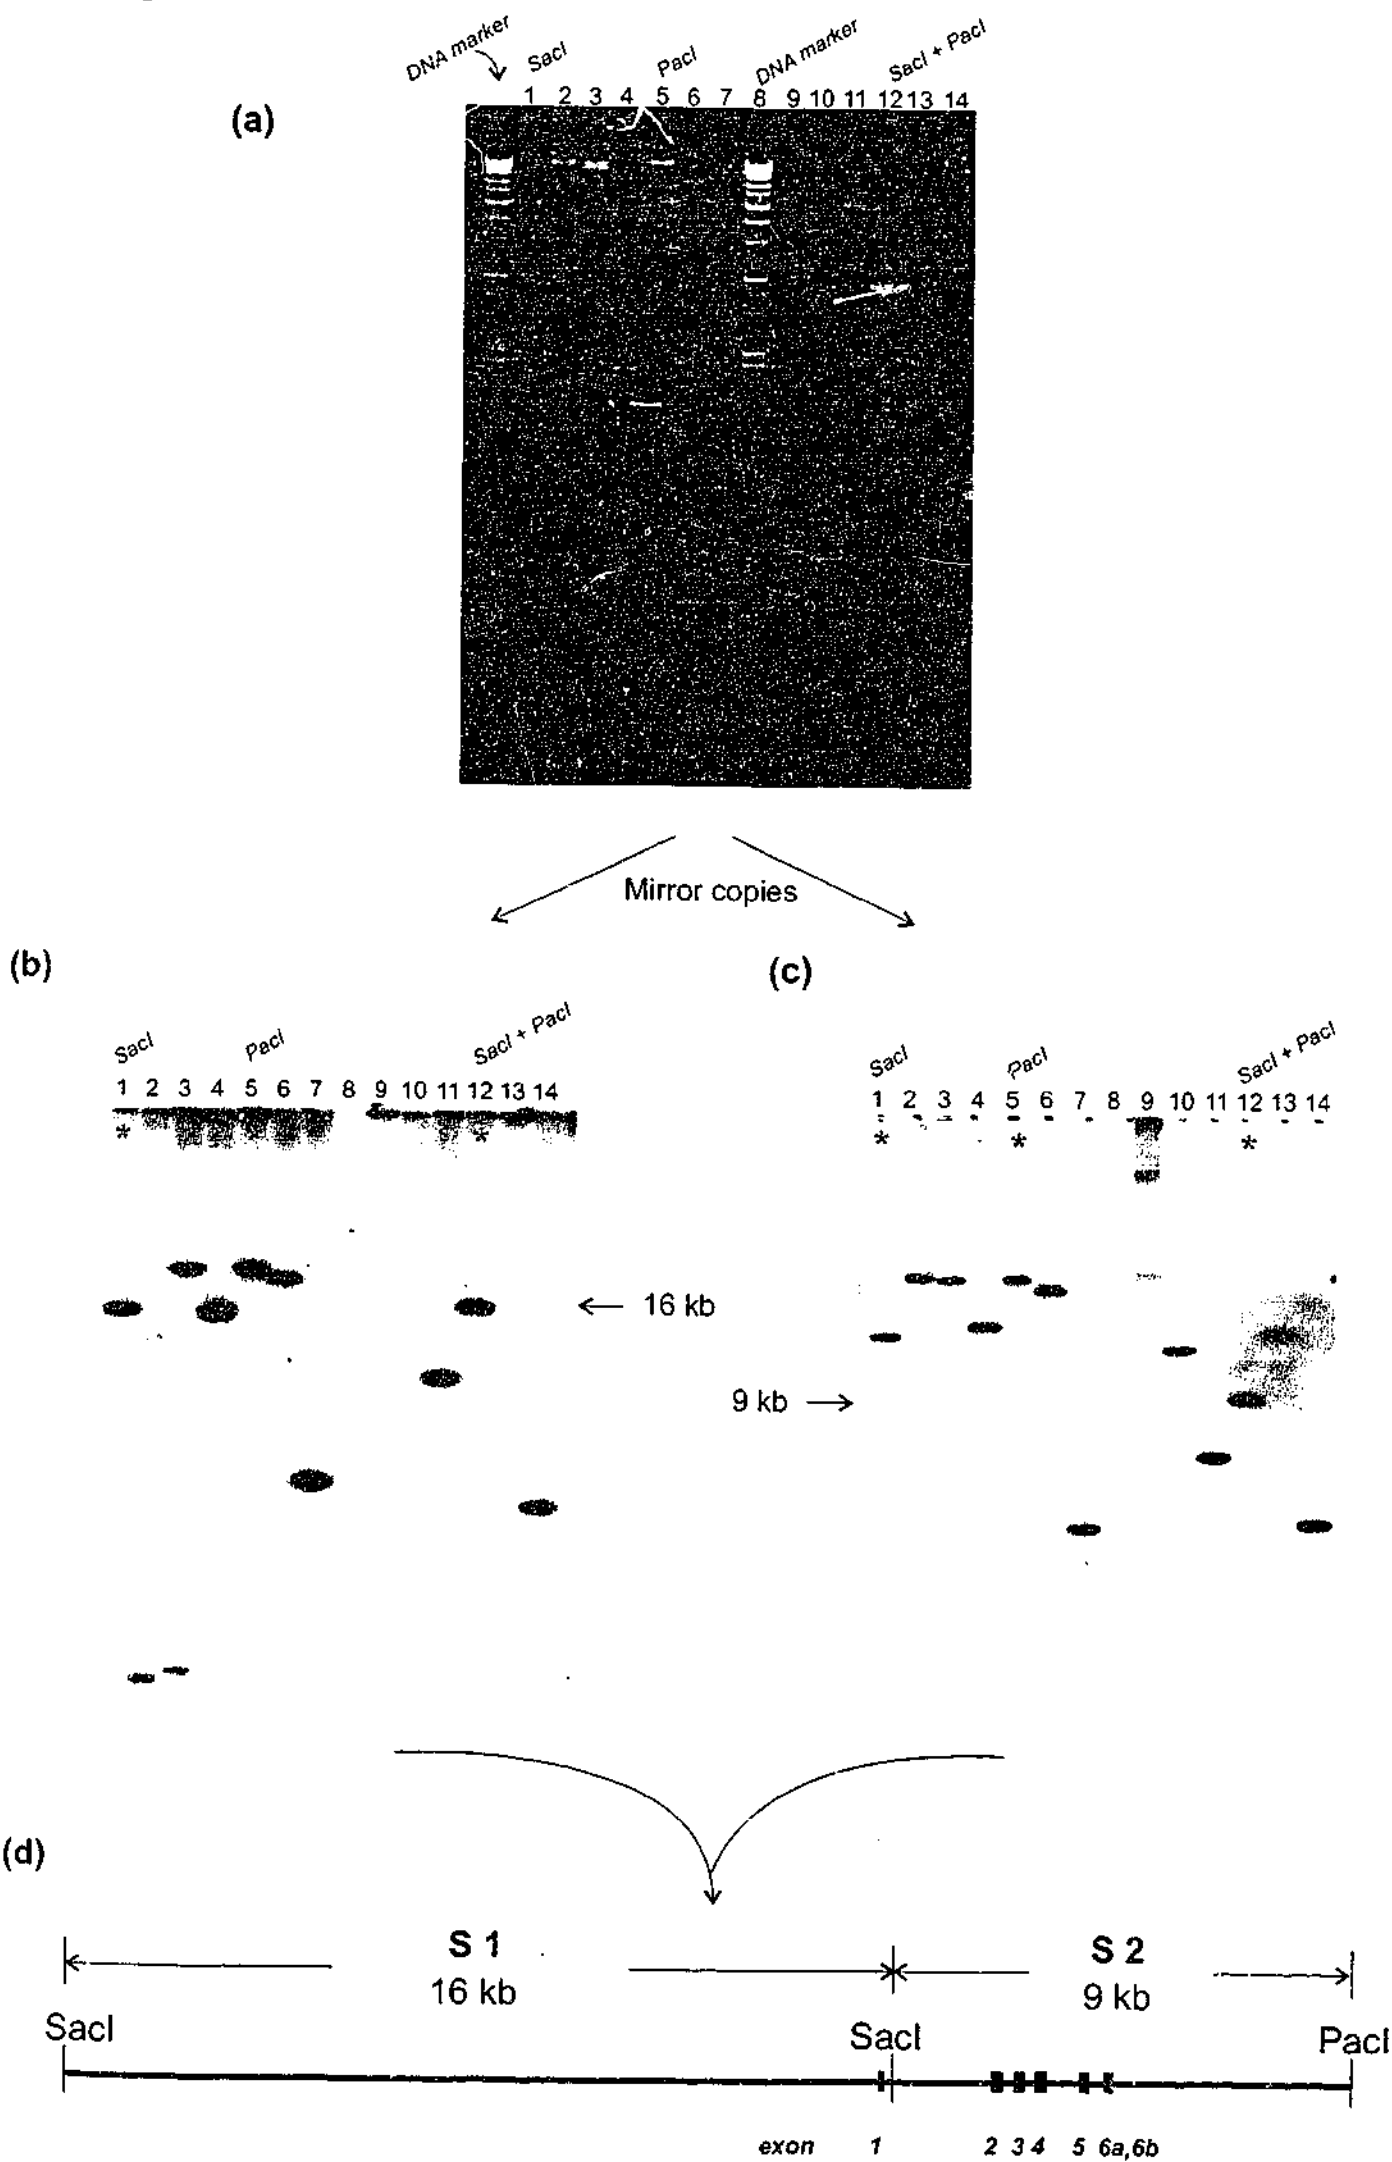 DNA marker SacI PacI DNA marker SacI + PacI
1 2 3 4 5 6 7 8 9 10 11 12 13 14
(a)
Mirror copies
(b)
(c)
SacI PacI SacI + PacI
1 2 3 4 5 6 7 8 9 10 11 12 13 14
* *
SacI PacI SacI + PacI
1 2 3 4 5 6 7 8 9 10 11 12 13 14
* * *
16 kb
9 kb
(d)
S 1
16 kb
S 2
9 kb
SacI SacI PacI
exon 1 2 3 4 5 6a,6b